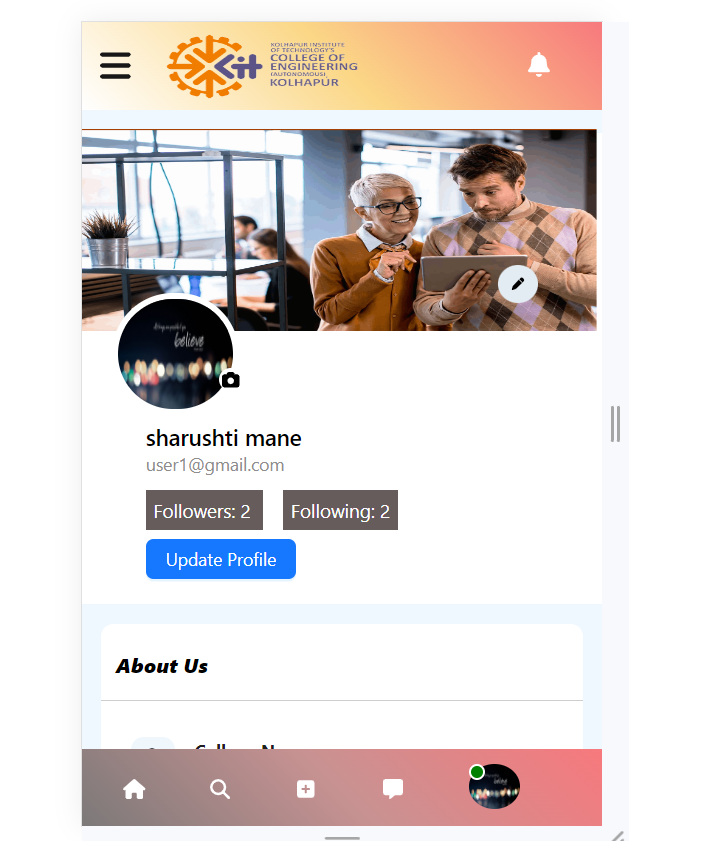 KOLHAPUR INSTITUTE
OF TECHNOLOGY'S
COLLEGE OF
ENGINEERING
(AUTONOMOUS)
KOLHAPUR
Kit
believe
sharushti mane
user1@gmail.com
Followers: 2
Following: 2
Update Profile
About Us